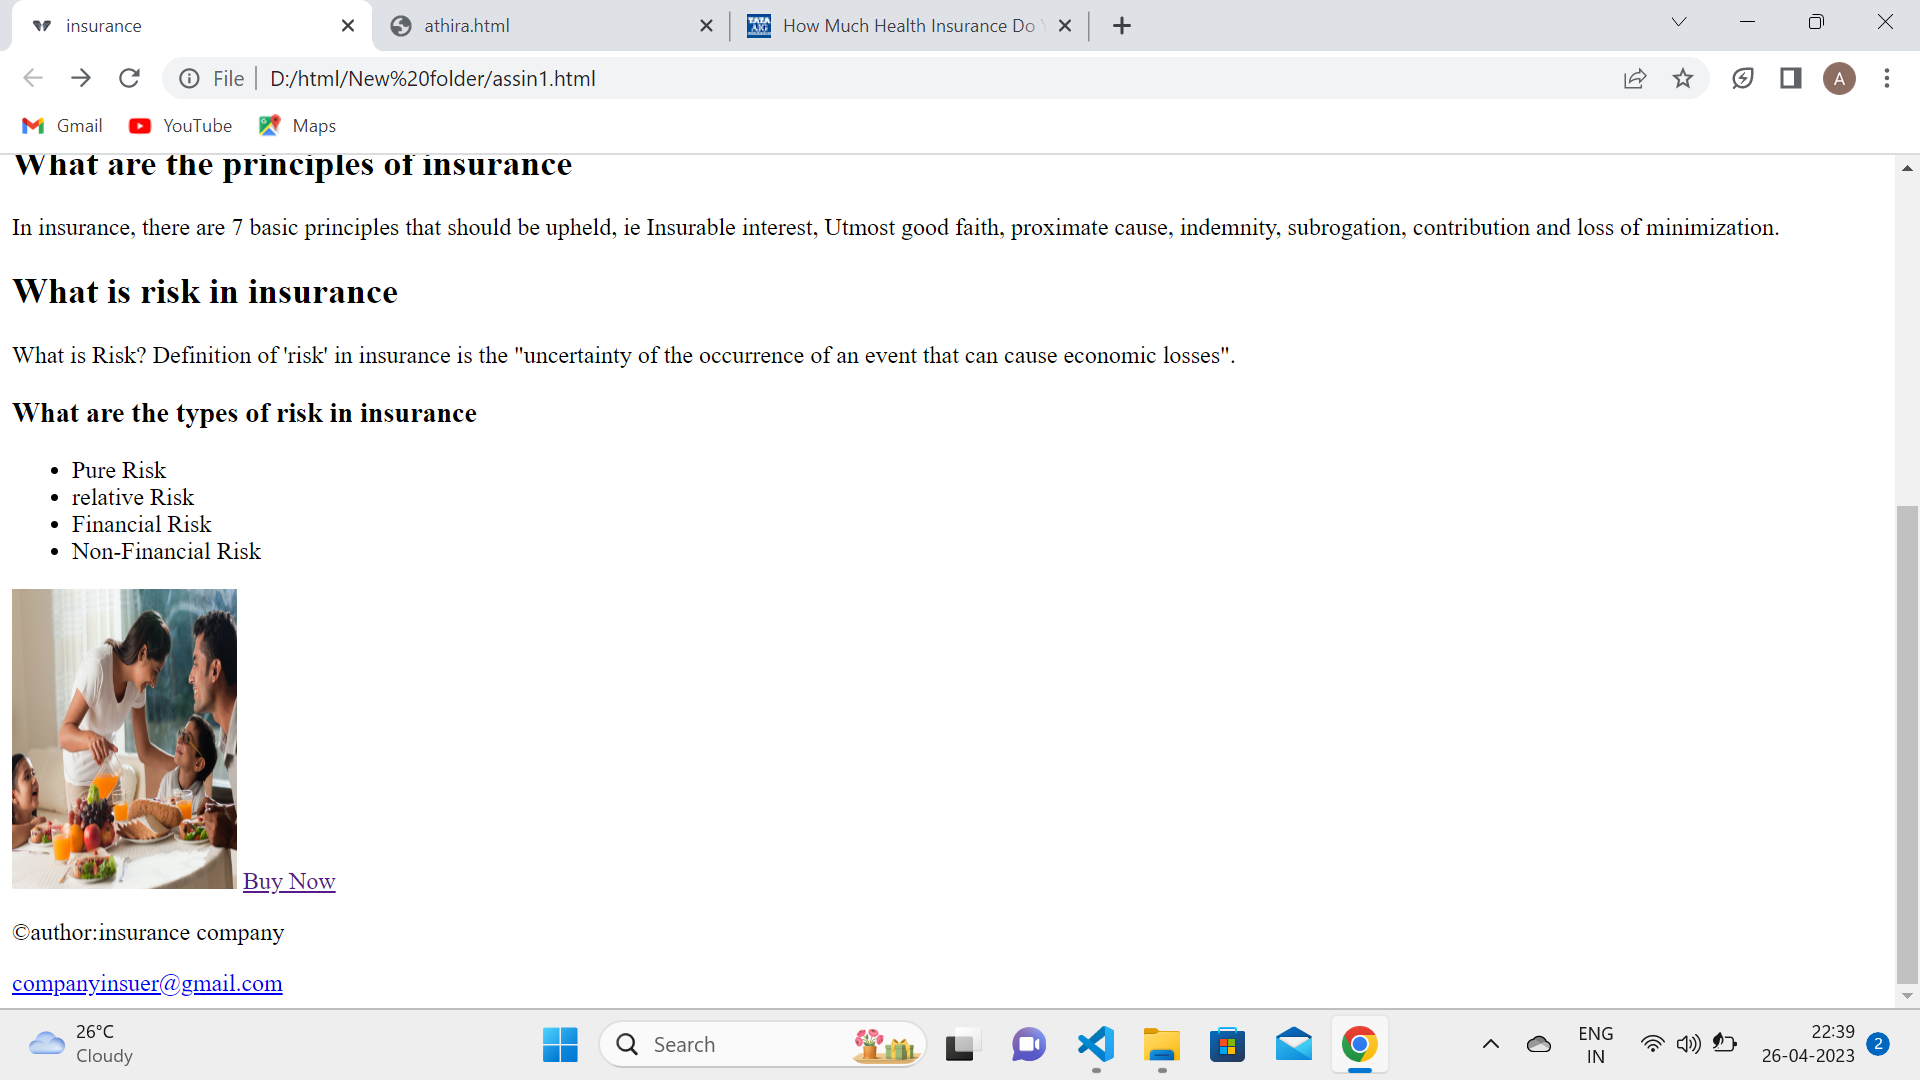 insurance
athira.html
How Much Health Insurance Do
File
D:/html/New%20folder/assin1.html
A
Gmail
YouTube
Maps
What are the principles of insurance
In insurance, there are 7 basic principles that should be upheld, ie Insurable interest, Utmost good faith, proximate cause, indemnity, subrogation, contribution and loss of minimization.
What is risk in insurance
What is Risk? Definition of 'risk' in insurance is the "uncertainty of the occurrence of an event that can cause economic losses".
What are the types of risk in insurance
• Pure Risk
• relative Risk
• Financial Risk
• Non-Financial Risk
Buy Now
©author:insurance company
companyinsuer@gmail.com
26°C
Cloudy
Search
ENG
IN
22:39
26-04-2023
2